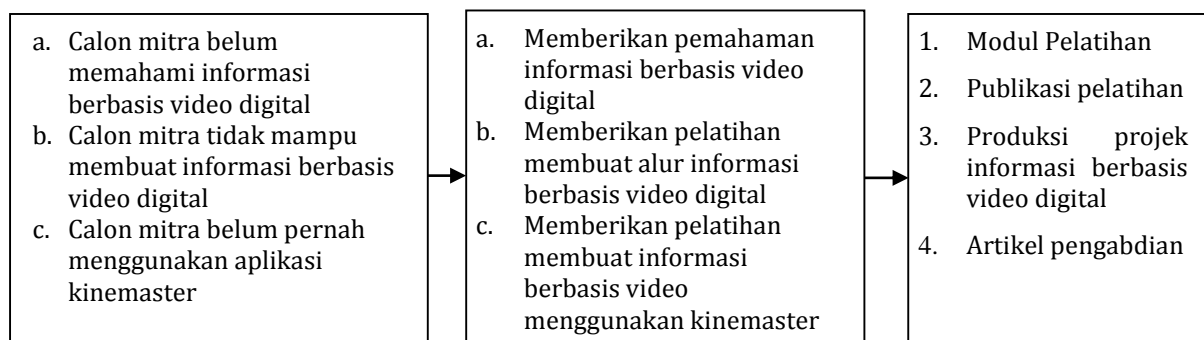 a. Calon mitra belum
memahami informasi
berbasis video digital
b. Calon mitra tidak mampu
membuat informasi berbasis
video digital
c. Calon mitra belum pernah
menggunakan aplikasi
kinemaster
a. Memberikan pemahaman
informasi berbasis video
digital
b. Memberikan pelatihan
membuat alur informasi
berbasis video digital
c. Memberikan pelatihan
membuat informasi
berbasis video
menggunakan kinemaster
1. Modul Pelatihan
2. Publikasi pelatihan
3. Produksi projek
informasi berbasis
video digital
4. Artikel pengabdian